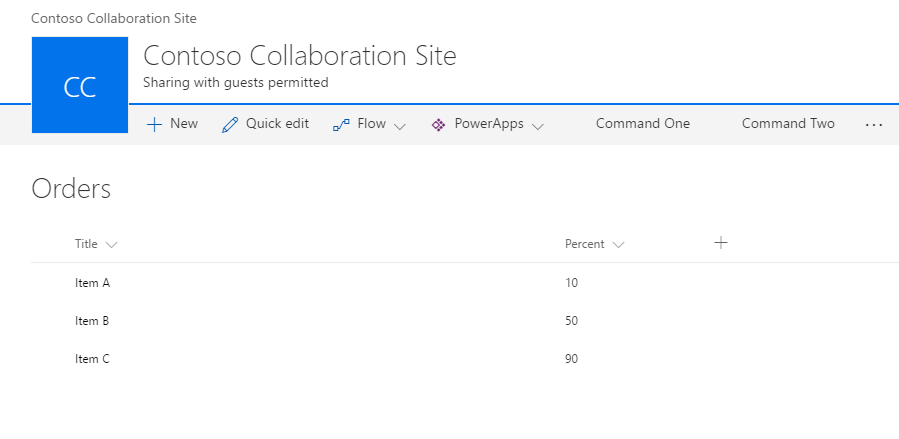 Contoso Collaboration Site
CC
Contoso Collaboration Site
Sharing with guests permitted
New Quick edit Flow PowerApps Command One Command Two ...
Orders
Title Percent
Item A 10
Item B 50
Item C 90